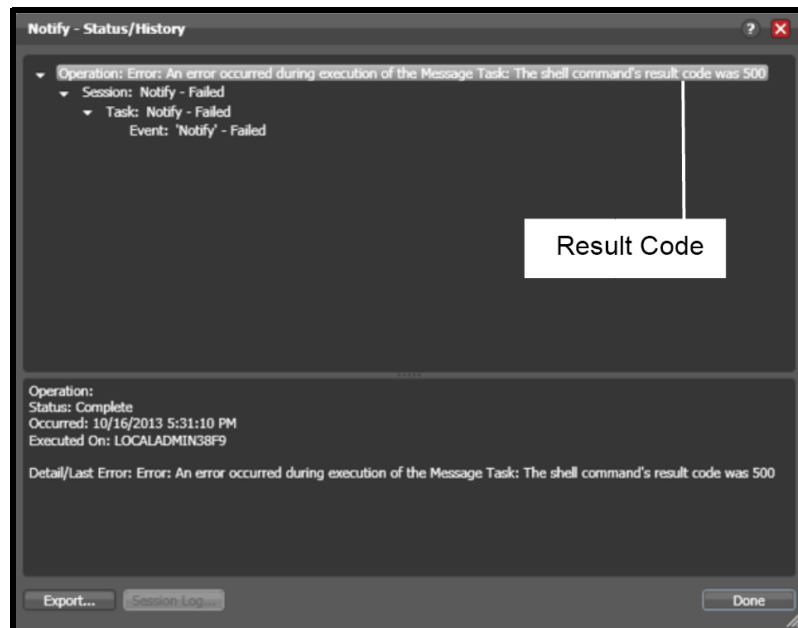 Notify - Status/History
?
Operation: Error: An error occurred during execution of the Message Task: The shell command's result code was 500
Session: Notify - Failed
Task: Notify - Failed
Event: 'Notify' - Failed
Result Code
Operation:
Status: Complete
Occurred: 10/16/2013 5:31:10 PM
Executed On: LOCALADMIN38F9
Detail/Last Error: Error: An error occurred during execution of the Message Task: The shell command's result code was 500
Export... Session Log... Done